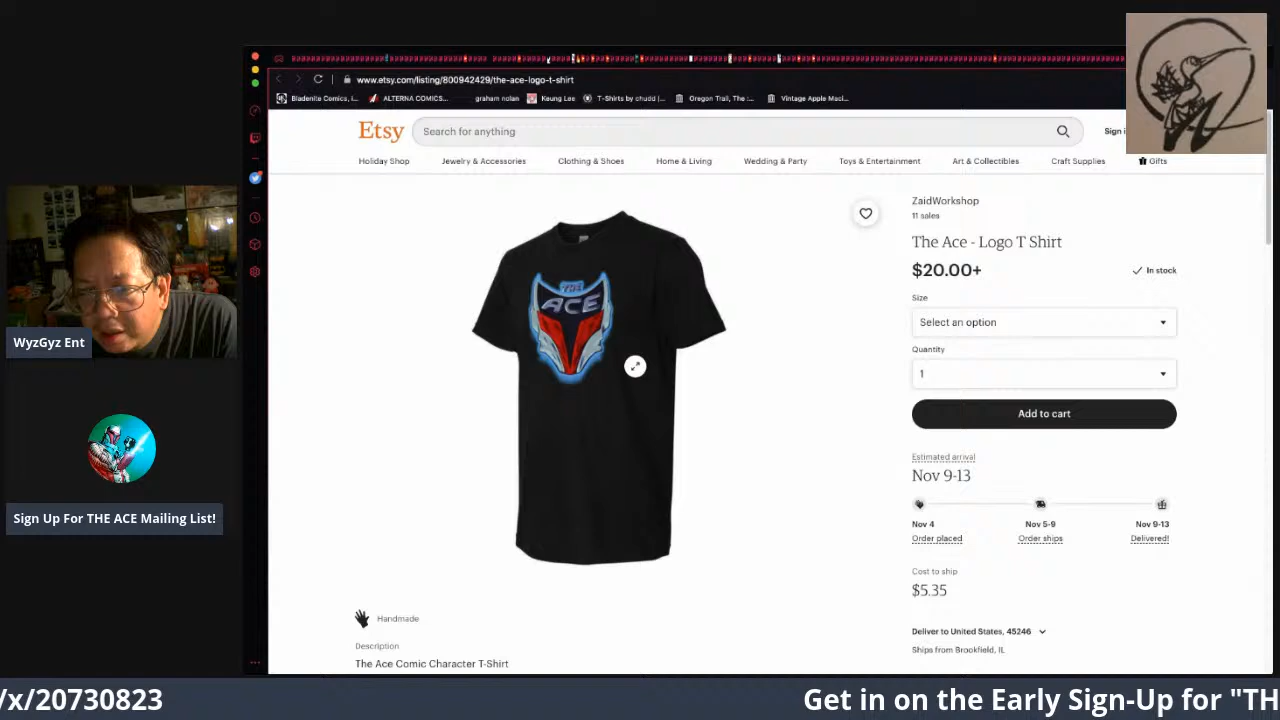 www.etsy.com/listing/800942429/the-ace-logo-t-shirt
Bladenite Comics, I...
ALTERNA COMICS...
graham nolan
Keung Lee
T-Shirts by chudd |...
Oregon Trail, The :...
Vintage Apple Maci...
Etsy
Search for anything
Holiday Shop
Jewelry & Accessories
Clothing & Shoes
Home & Living
Wedding & Party
Toys & Entertainment
Art & Collectibles
Craft Supplies
Gifts
THE
ACE
ZaidWorkshop
11 sales
The Ace - Logo T Shirt
$20.00+
In stock
Size
Select an option
Quantity
1
Add to cart
Estimated arrival
Nov 9-13
Nov 4
Order placed
Nov 5-9
Order ships
Nov 9-13
Delivered!
Cost to ship
$5.35
Deliver to United States, 45246
Ships from Brookfield, IL
Handmade
Description
The Ace Comic Character T-Shirt
WyzGyz Ent
Sign Up For THE ACE Mailing List!
/x/20730823
Get in on the Early Sign-Up for "TH